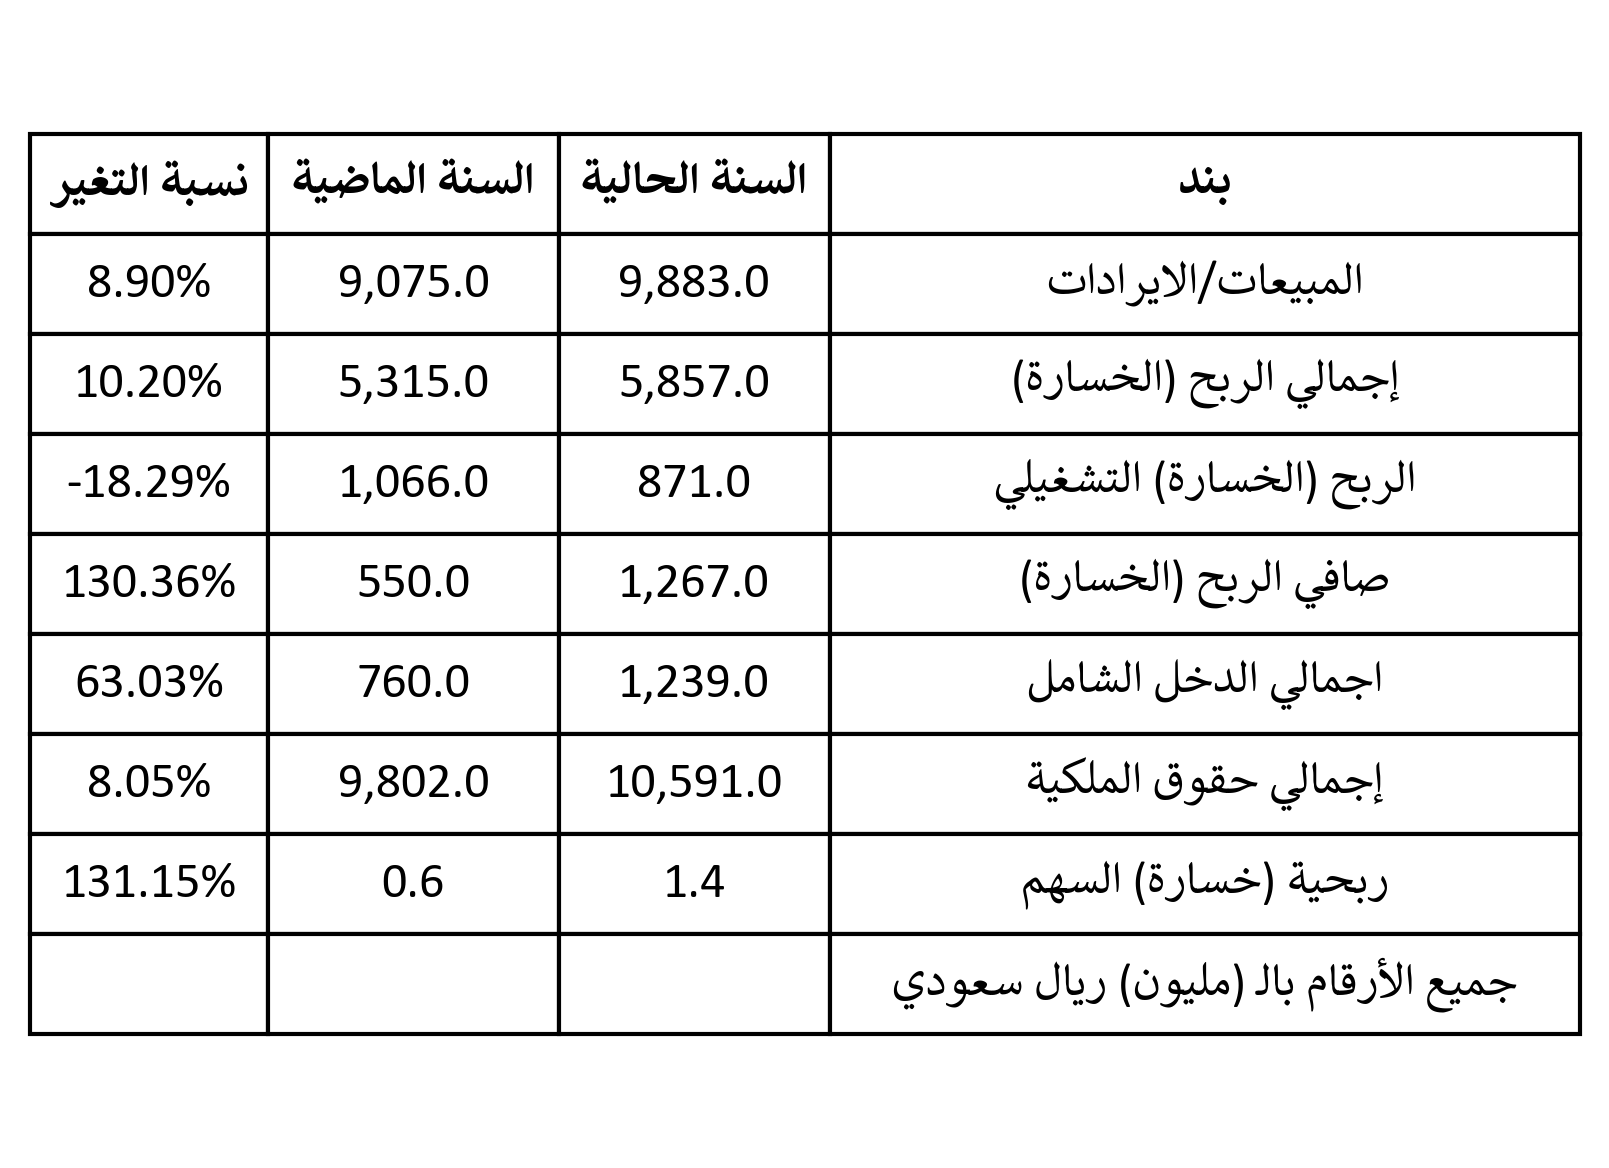 بند السنة الحالية السنة الماضية نسبة التغير
المبيعات/الايرادات 9,883.0 9,075.0 8.90%
إجمالي الربح (الخسارة) 5,857.0 5,315.0 10.20%
الربح (الخسارة) التشغيلي 871.0 1,066.0 -18.29%
صافي الربح (الخسارة) 1,267.0 550.0 130.36%
اجمالي الدخل الشامل 1,239.0 760.0 63.03%
إجمالي حقوق الملكية 10,591.0 9,802.0 8.05%
ربحية (خسارة) السهم 1.4 0.6 131.15%
جميع الأرقام بالـ (مليون) ريال سعودي